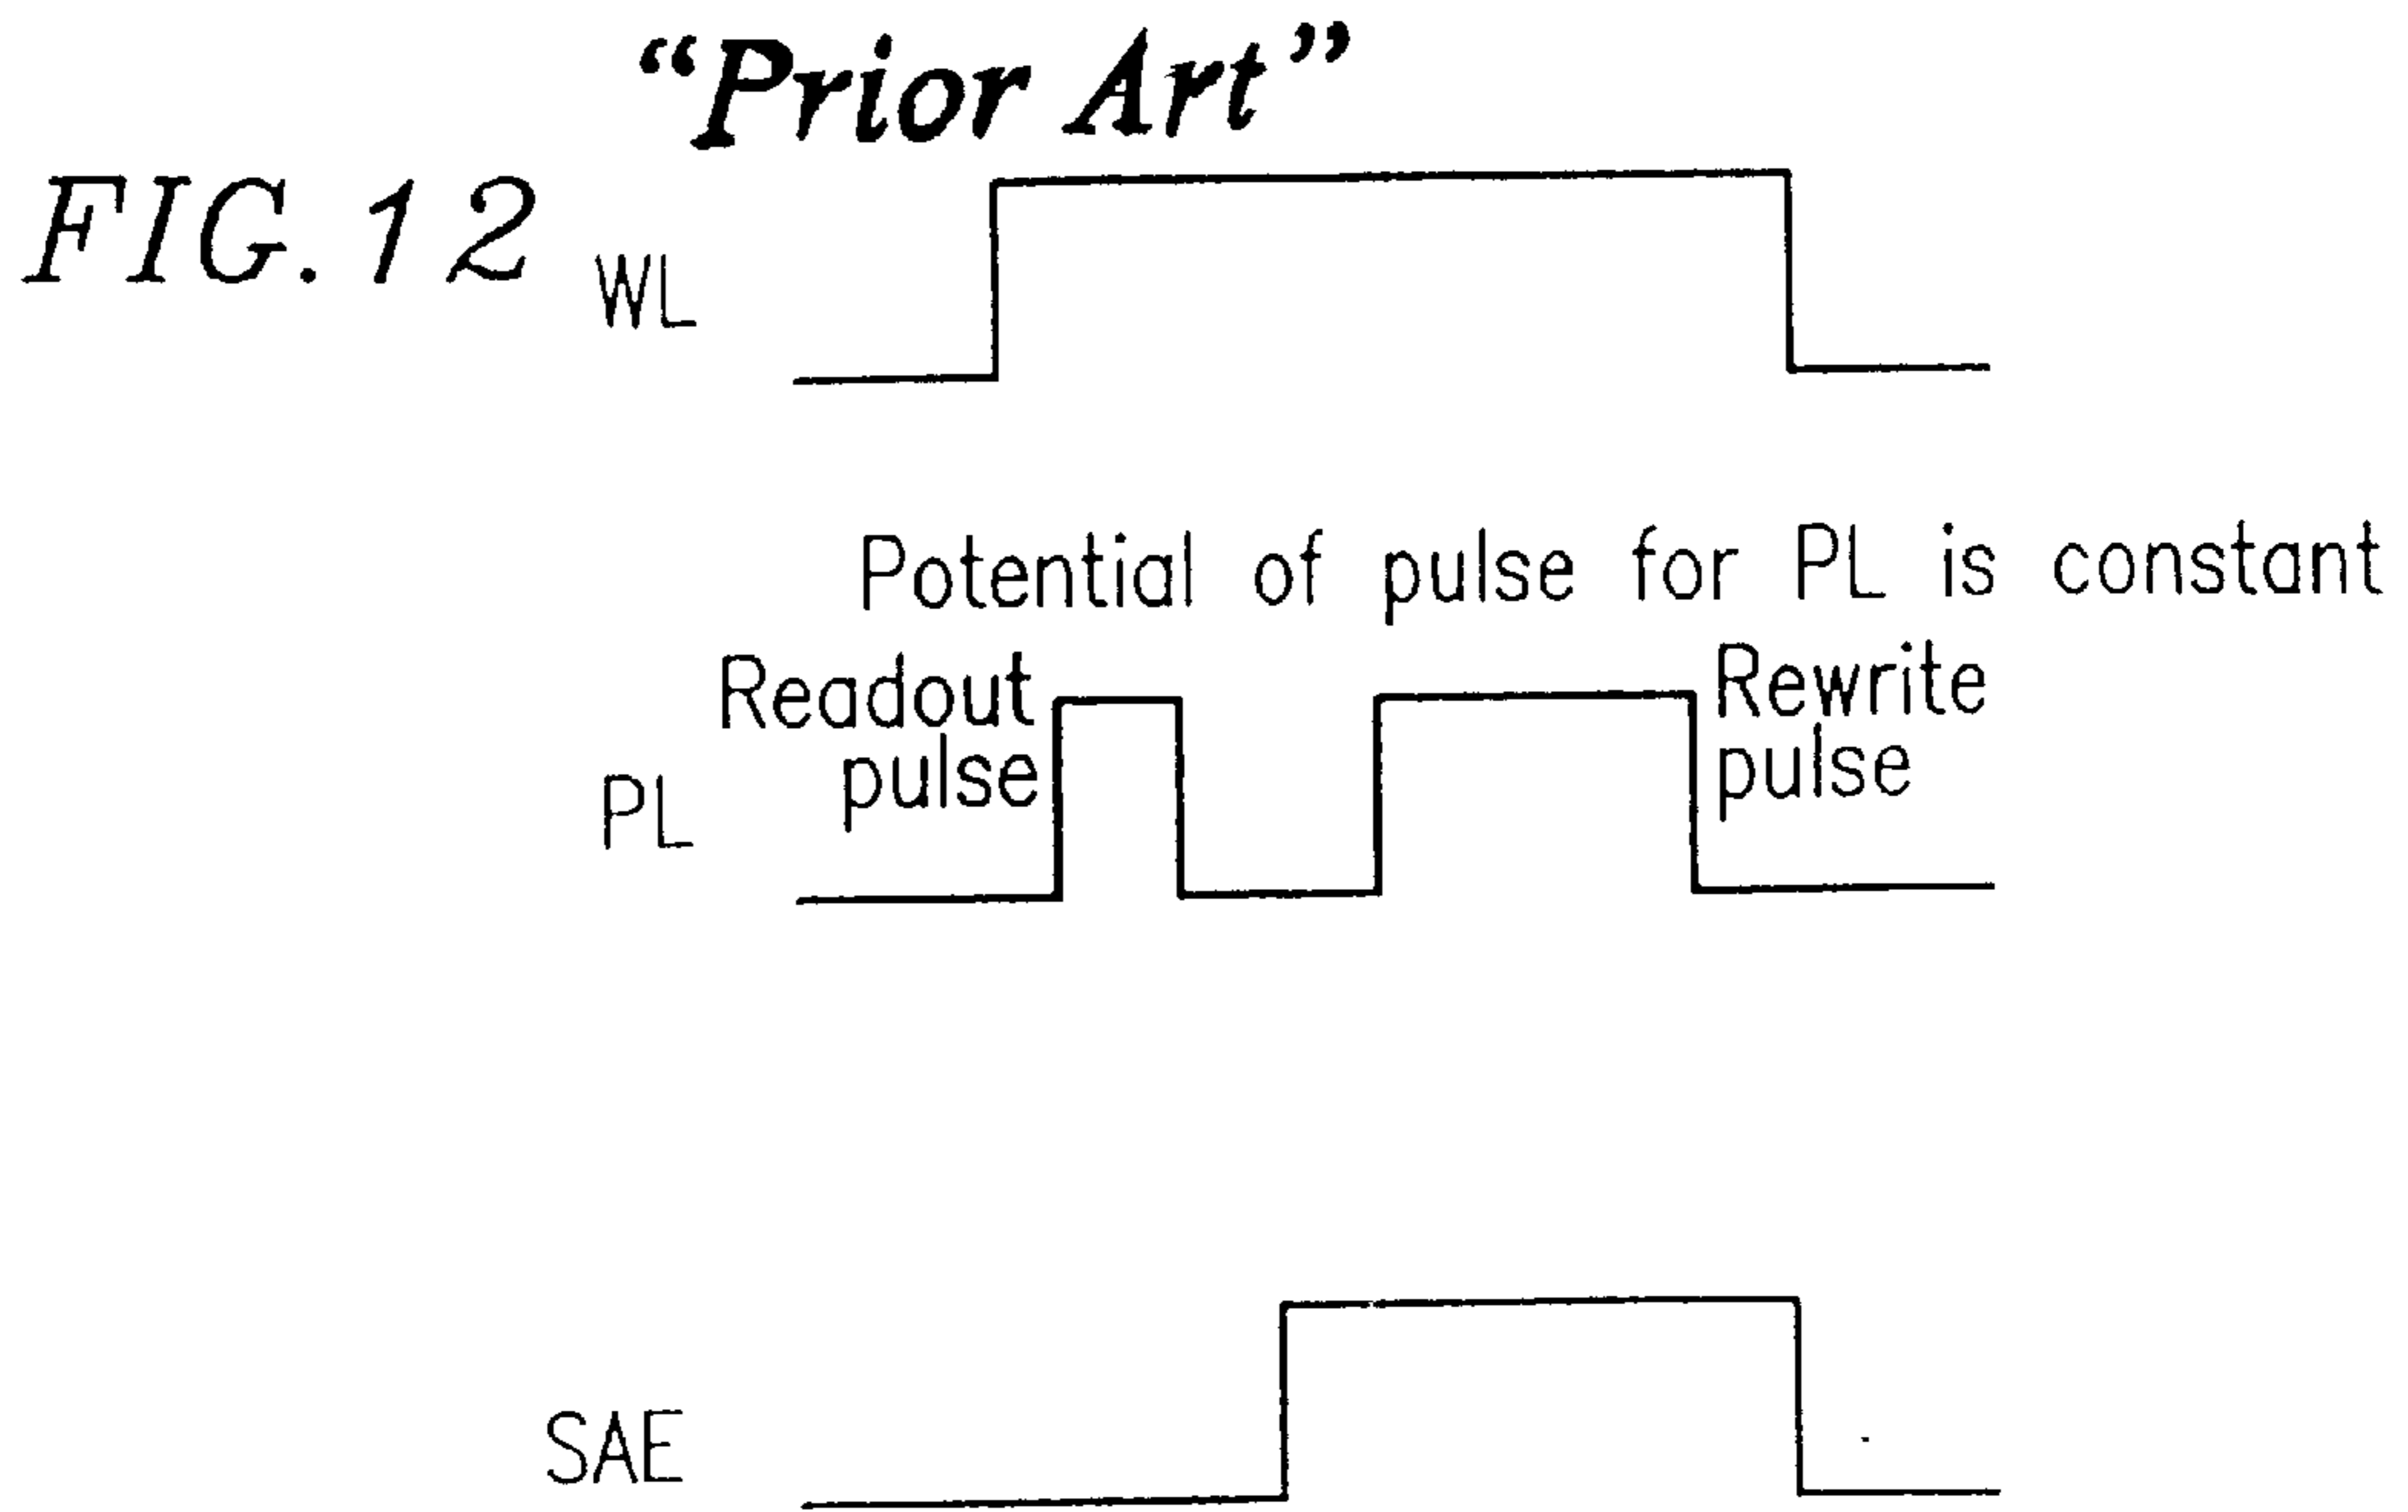 “Prior Art”
FIG.12
WL
Potential of pulse for PL is constant
Readout
pulse
Rewrite
pulse
PL
SAE